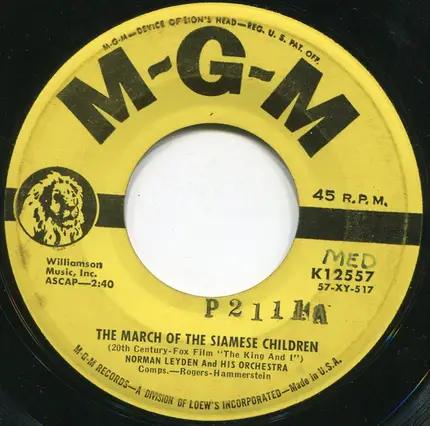 M-G-M—DEVICE OF LION'S HEAD—REG. U.S. PAT. OFF.
M-G-M
45 R.P.M.
Williamson
Music, Inc.
ASCAP—2:40
MED
K12557
57-XY-517
P2111A
THE MARCH OF THE SIAMESE CHILDREN
(20th Century-Fox Film "The King And I")
NORMAN LEYDEN AND HIS ORCHESTRA
Comps.—Rogers-Hammerstein
M-G-M RECORDS—A DIVISION OF LOEW'S INCORPORATED—Made in U.S.A.